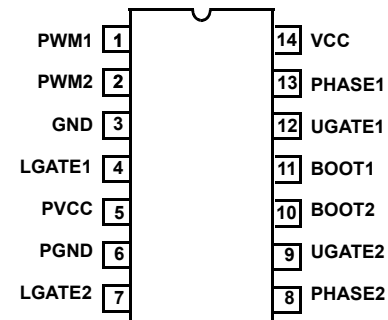 PWM1 1 14 VCC
PWM2 2 13 PHASE1
GND 3 12 UGATE1
LGATE1 4 11 BOOT1
PVCC 5 10 BOOT2
PGND 6 9 UGATE2
LGATE2 7 8 PHASE2